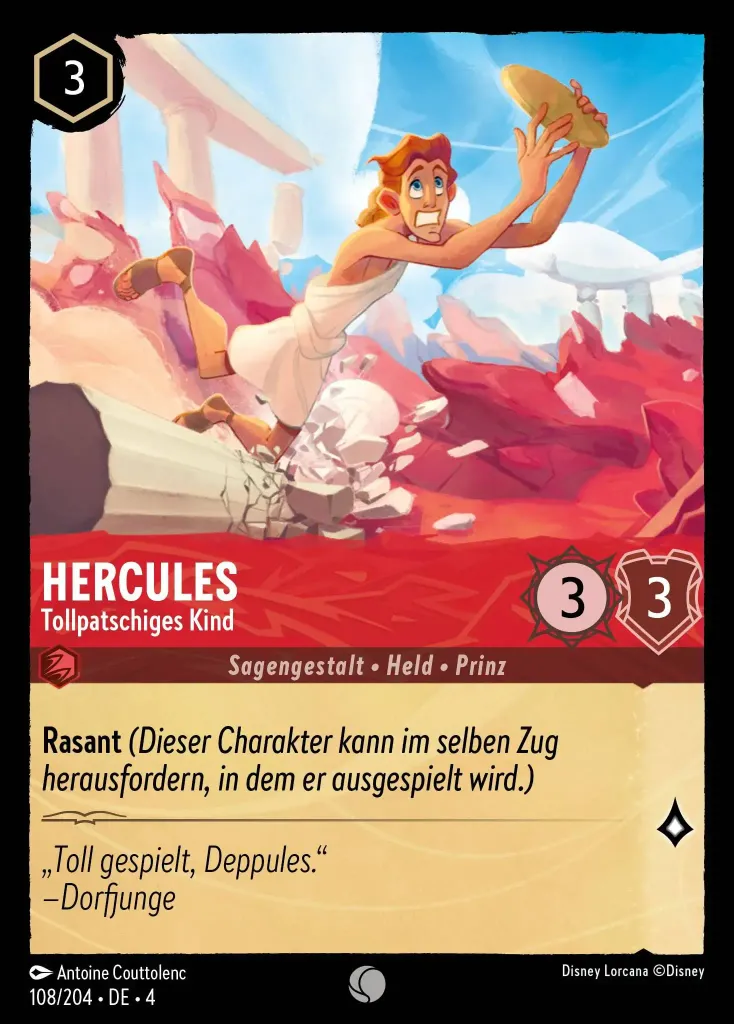 3
HERCULES
Tollpatschiges Kind
3
3
Sagengestalt • Held • Prinz
Rasant (Dieser Charakter kann im selben Zug
herausfordern, in dem er ausgespielt wird.)
„Toll gespielt, Deppules.“
–Dorfjunge
Antoine Couttolenc
Disney Lorcana ©Disney
108/204 • DE • 4